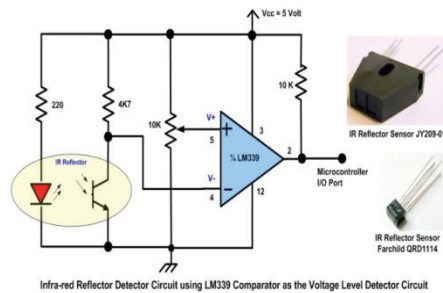 Vcc = 5 Volt
220
4K7
10K
10 K
IR Reflector
V+
5
+
3
¼ LM339
2
V-
4
-
12
Microcontroller
I/O Port
IR Reflector Sensor JY209-0
IR Reflector Sensor
Farchild QRD1114
Infra-red Reflector Detector Circuit using LM339 Comparator as the Voltage Level Detector Circuit